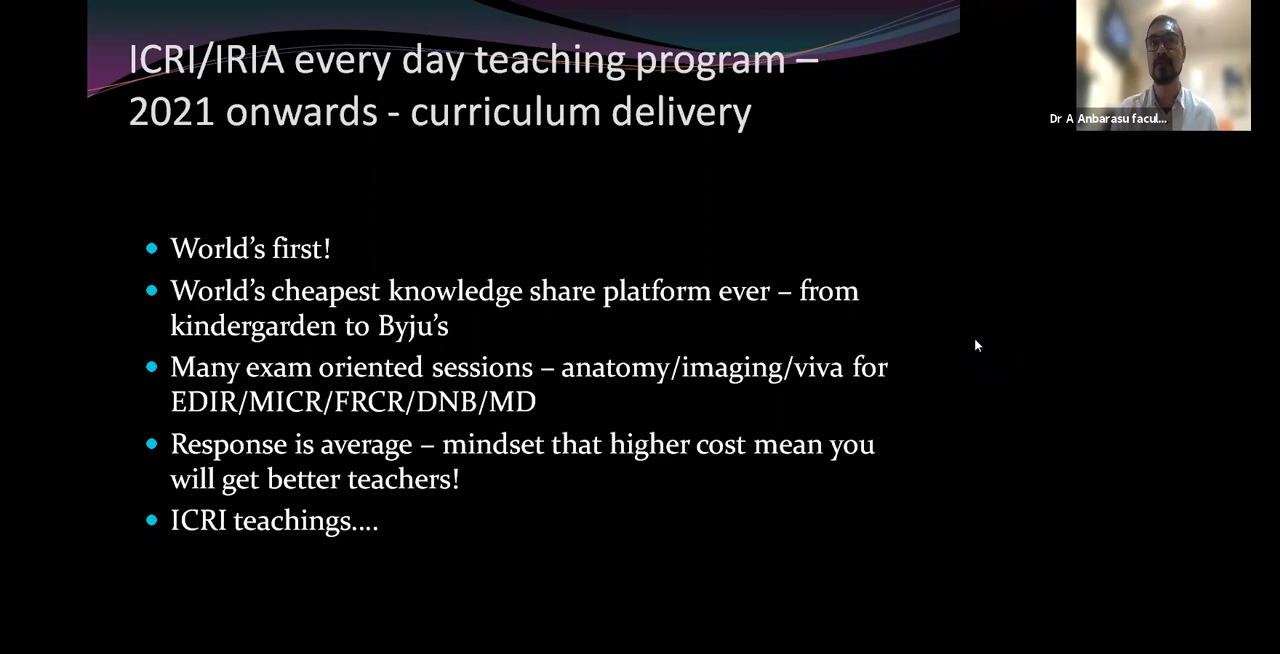 ICRI/IRIA every day teaching program –
2021 onwards - curriculum delivery
Dr A Anbarasu facul...
World’s first!
World’s cheapest knowledge share platform ever – from
kindergarden to Byju’s
Many exam oriented sessions – anatomy/imaging/viva for
EDIR/MICR/FRCR/DNB/MD
Response is average – mindset that higher cost mean you
will get better teachers!
ICRI teachings....